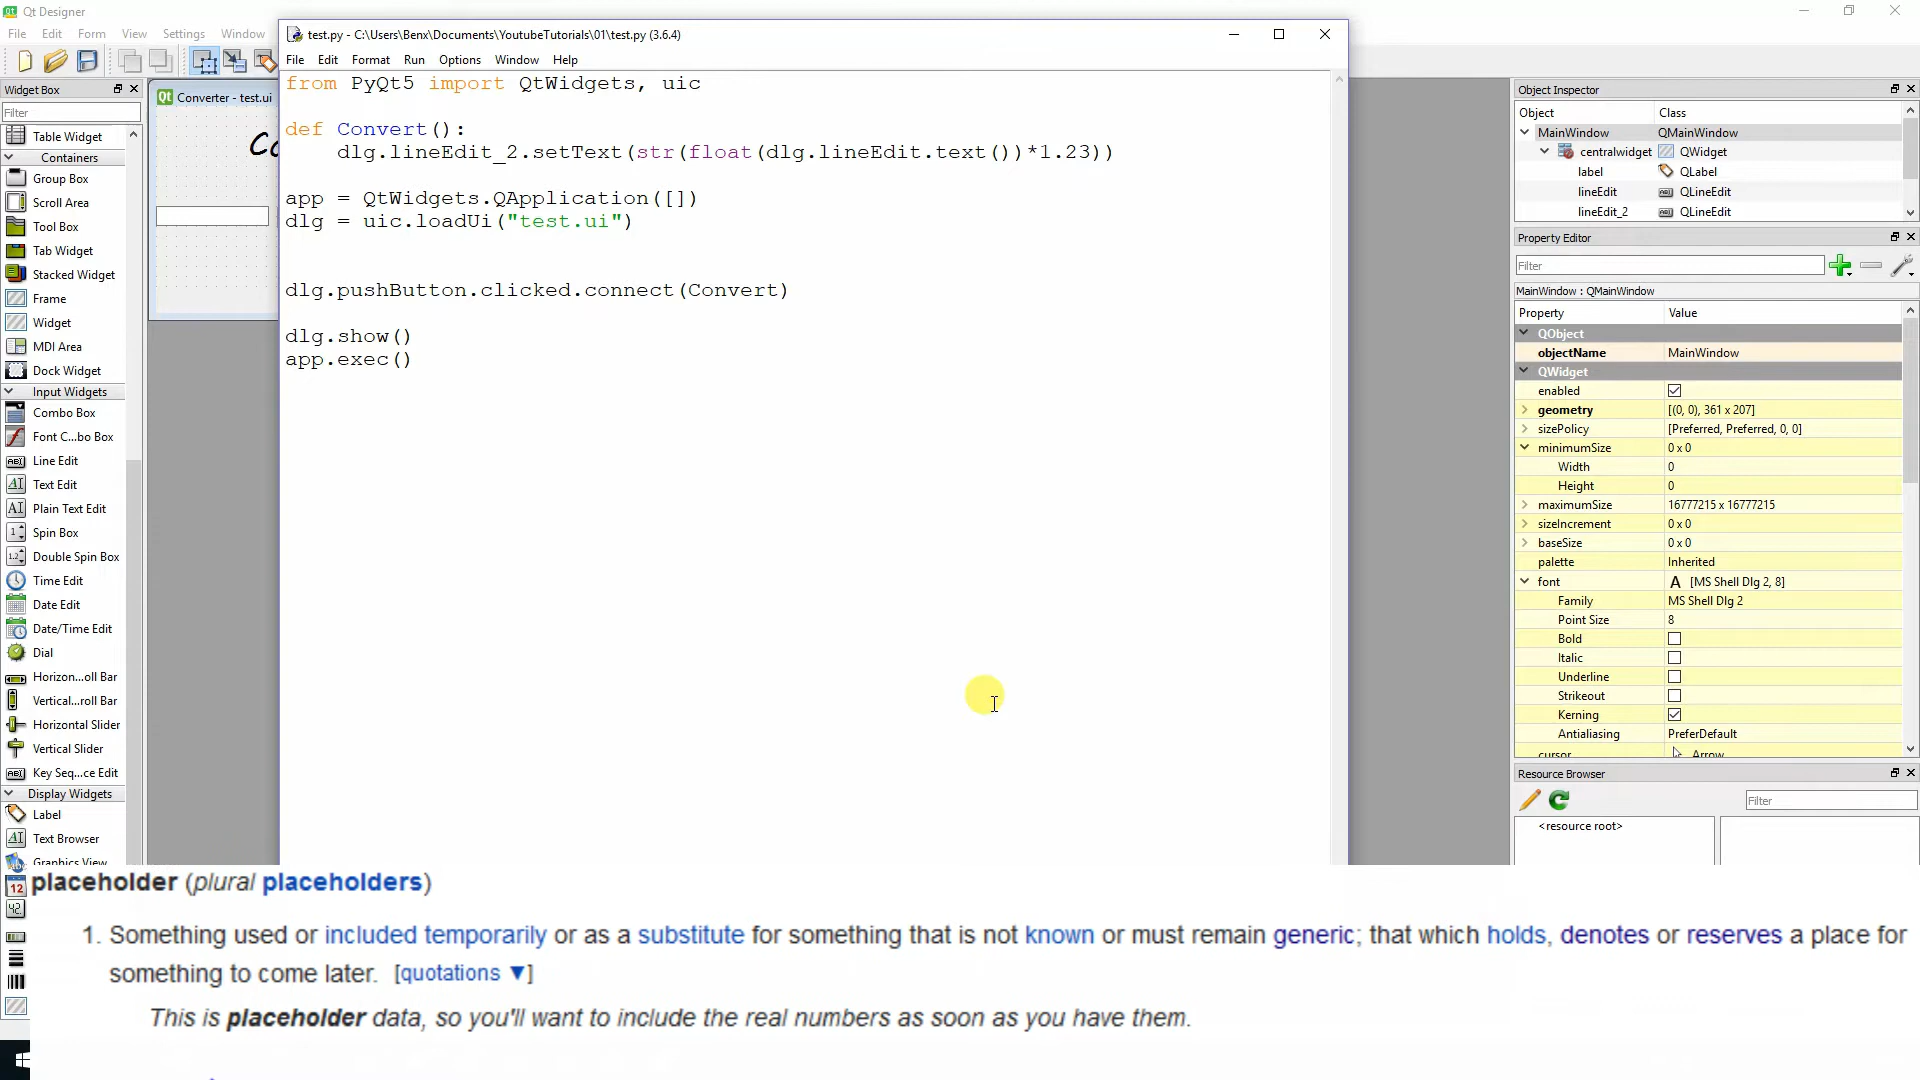 Qt Designer
File Edit Form View Settings Window
Widget Box
Filter
Table Widget
Containers
Group Box
Scroll Area
Tool Box
Tab Widget
Stacked Widget
Frame
Widget
MDI Area
Dock Widget
Input Widgets
Combo Box
Font C...bo Box
Line Edit
Text Edit
Plain Text Edit
Spin Box
Double Spin Box
Time Edit
Date Edit
Date/Time Edit
Dial
Horizon...oll Bar
Vertical...roll Bar
Horizontal Slider
Vertical Slider
Key Seq...ce Edit
Display Widgets
Label
Text Browser
Graphics View
Converter - test.ui
test.py - C:\Users\Benx\Documents\YoutubeTutorials\01\test.py (3.6.4)
File Edit Format Run Options Window Help
from PyQt5 import QtWidgets, uic
def Convert():
dlg.lineEdit_2.setText(str(float(dlg.lineEdit.text())*1.23))
app = QtWidgets.QApplication([])
dlg = uic.loadUi("test.ui")
dlg.pushButton.clicked.connect(Convert)
dlg.show()
app.exec()
Object Inspector
Object Class
MainWindow QMainWindow
centralwidget QWidget
label QLabel
lineEdit QLineEdit
lineEdit_2 QLineEdit
Property Editor
Filter
MainWindow : QMainWindow
Property Value
QObject
objectName MainWindow
QWidget
enabled
geometry [(0, 0), 361 x 207]
sizePolicy [Preferred, Preferred, 0, 0]
minimumSize 0 x 0
Width 0
Height 0
maximumSize 16777215 x 16777215
sizeIncrement 0 x 0
baseSize 0 x 0
palette Inherited
font A [MS Shell Dlg 2, 8]
Family MS Shell Dlg 2
Point Size 8
Bold
Italic
Underline
Strikeout
Kerning
Antialiasing PreferDefault
cursor Arrow
Resource Browser
Filter
<resource root>
placeholder (plural placeholders)
1. Something used or included temporarily or as a substitute for something that is not known or must remain generic; that which holds, denotes or reserves a place for
something to come later. [quotations ▼]
This is placeholder data, so you'll want to include the real numbers as soon as you have them.